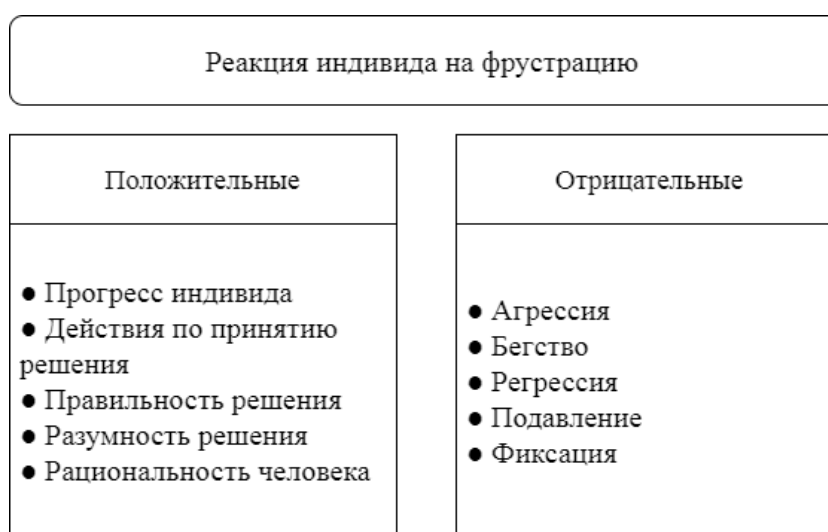 Реакция индивида на фрустрацию
Положительные
● Прогресс индивида
● Действия по принятию
решения
● Правильность решения
● Разумность решения
● Рациональность человека
Отрицательные
● Агрессия
● Бегство
● Регрессия
● Подавление
● Фиксация